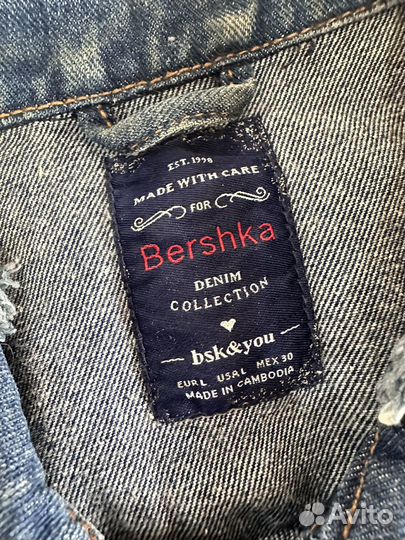 EST. 1998
MADE WITH CARE
FOR
Bershka
DENIM
COLLECTION
bsk&you
EUR L USA L MEX 30
MADE IN CAMBODIA
Avito